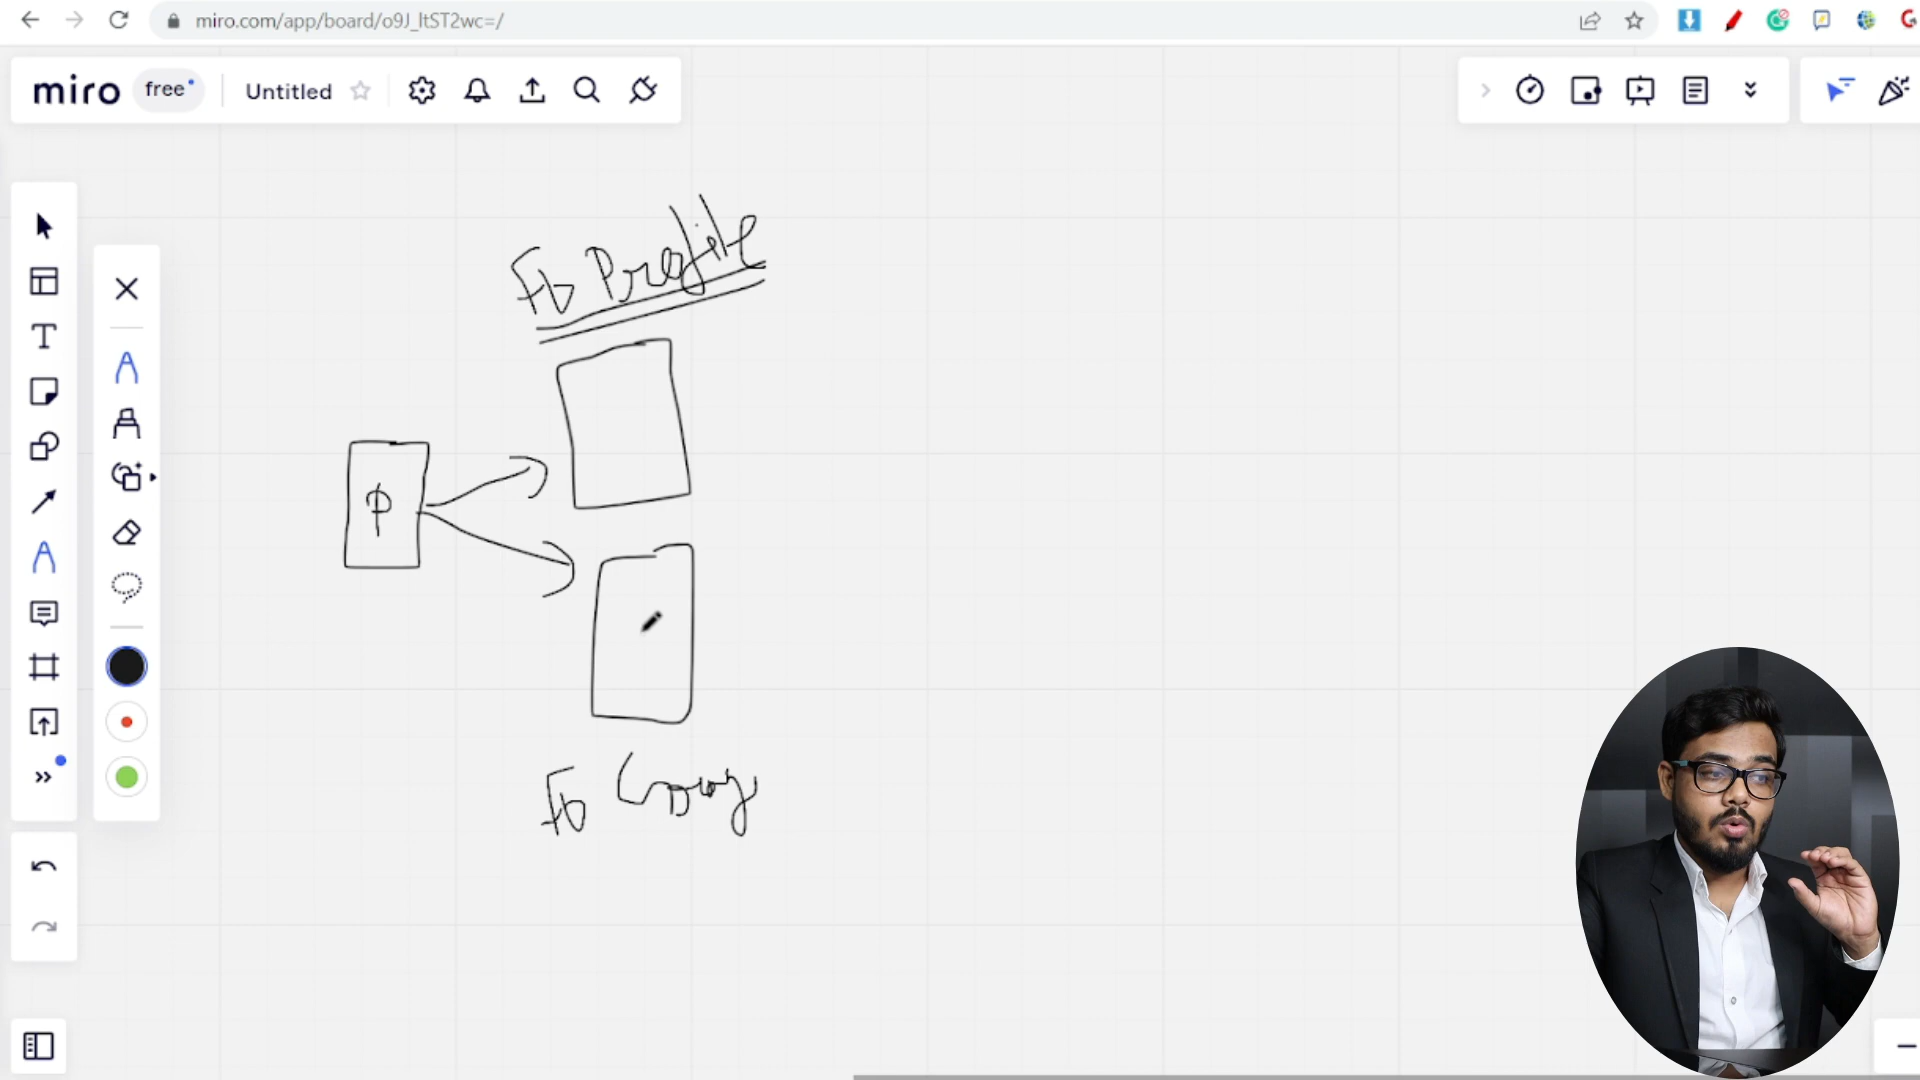 miro.com/app/board/o9J_ltST2wc=/
miro free Untitled
Fb Profile
P
Fb Group